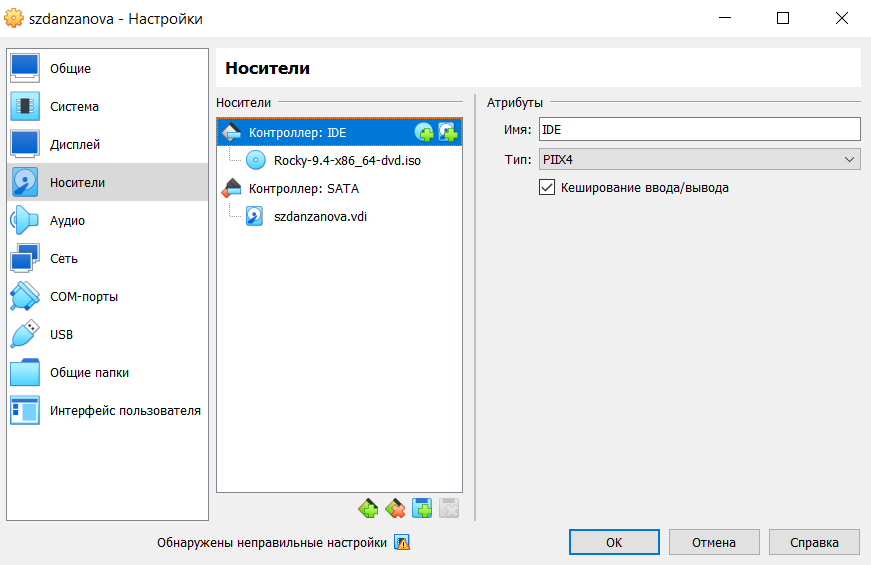 szdanzanova - Настройки
Общие
Система
Дисплей
Носители
Аудио
Сеть
COM-порты
USB
Общие папки
Интерфейс пользователя
Носители
Носители
Контроллер: IDE
Rocky-9.4-x86_64-dvd.iso
Контроллер: SATA
szdanzanova.vdi
Атрибуты
Имя: IDE
Тип: PIIX4
Кеширование ввода/вывода
Обнаружены неправильные настройки
OK
Отмена
Справка